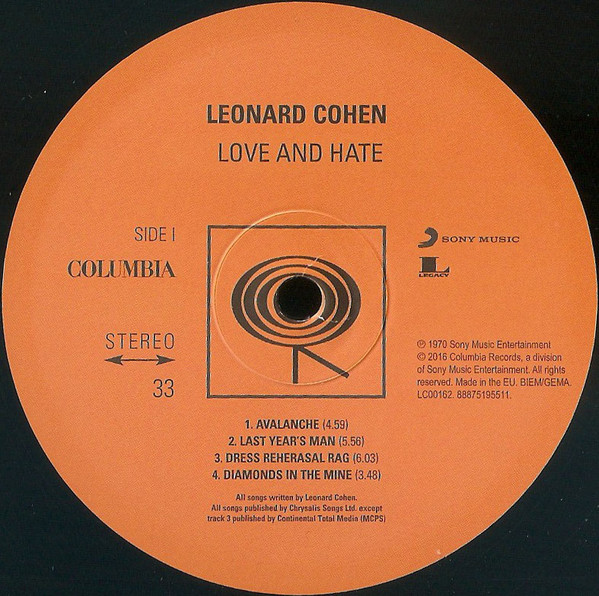 LEONARD COHEN
LOVE AND HATE
SIDE I
COLUMBIA
SONY MUSIC
L
LEGACY
STEREO
33
℗ 1970 Sony Music Entertainment
© 2016 Columbia Records, a division
of Sony Music Entertainment. All rights
reserved. Made in the EU. BIEM/GEMA.
LC00162. 88875195511.
1. AVALANCHE (4.59)
2. LAST YEAR'S MAN (5.56)
3. DRESS REHERASAL RAG (6.03)
4. DIAMONDS IN THE MINE (3.48)
All songs written by Leonard Cohen.
All songs published by Chrysalis Songs Ltd. except
track 3 published by Continental Total Media (MCPS)